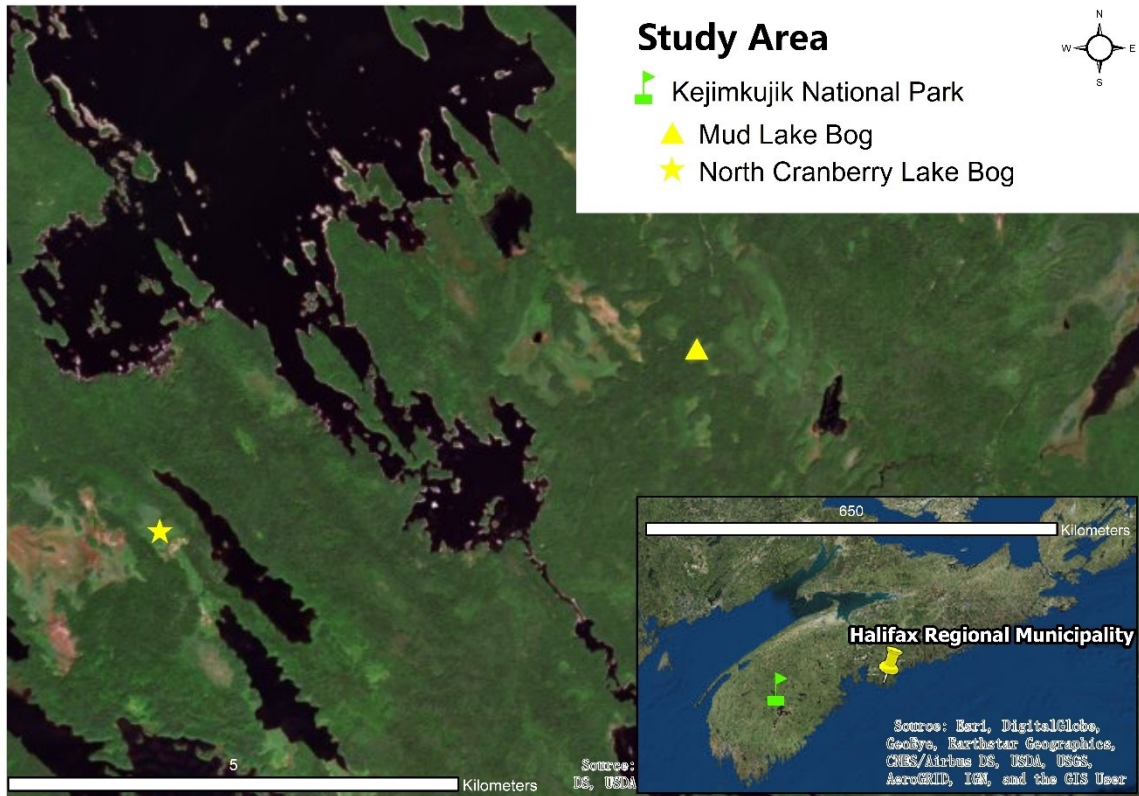 Study Area
N
W E
S
Kejimkujik National Park
Mud Lake Bog
North Cranberry Lake Bog
5
Kilometers
Source:
DS, USDA
650
Kilometers
Halifax Regional Municipality
Source: Esri, DigitalGlobe,
GeoEye, Earthstar Geographics,
CNES/Airbus DS, USDA, USGS,
AeroGRID, IGN, and the GIS User